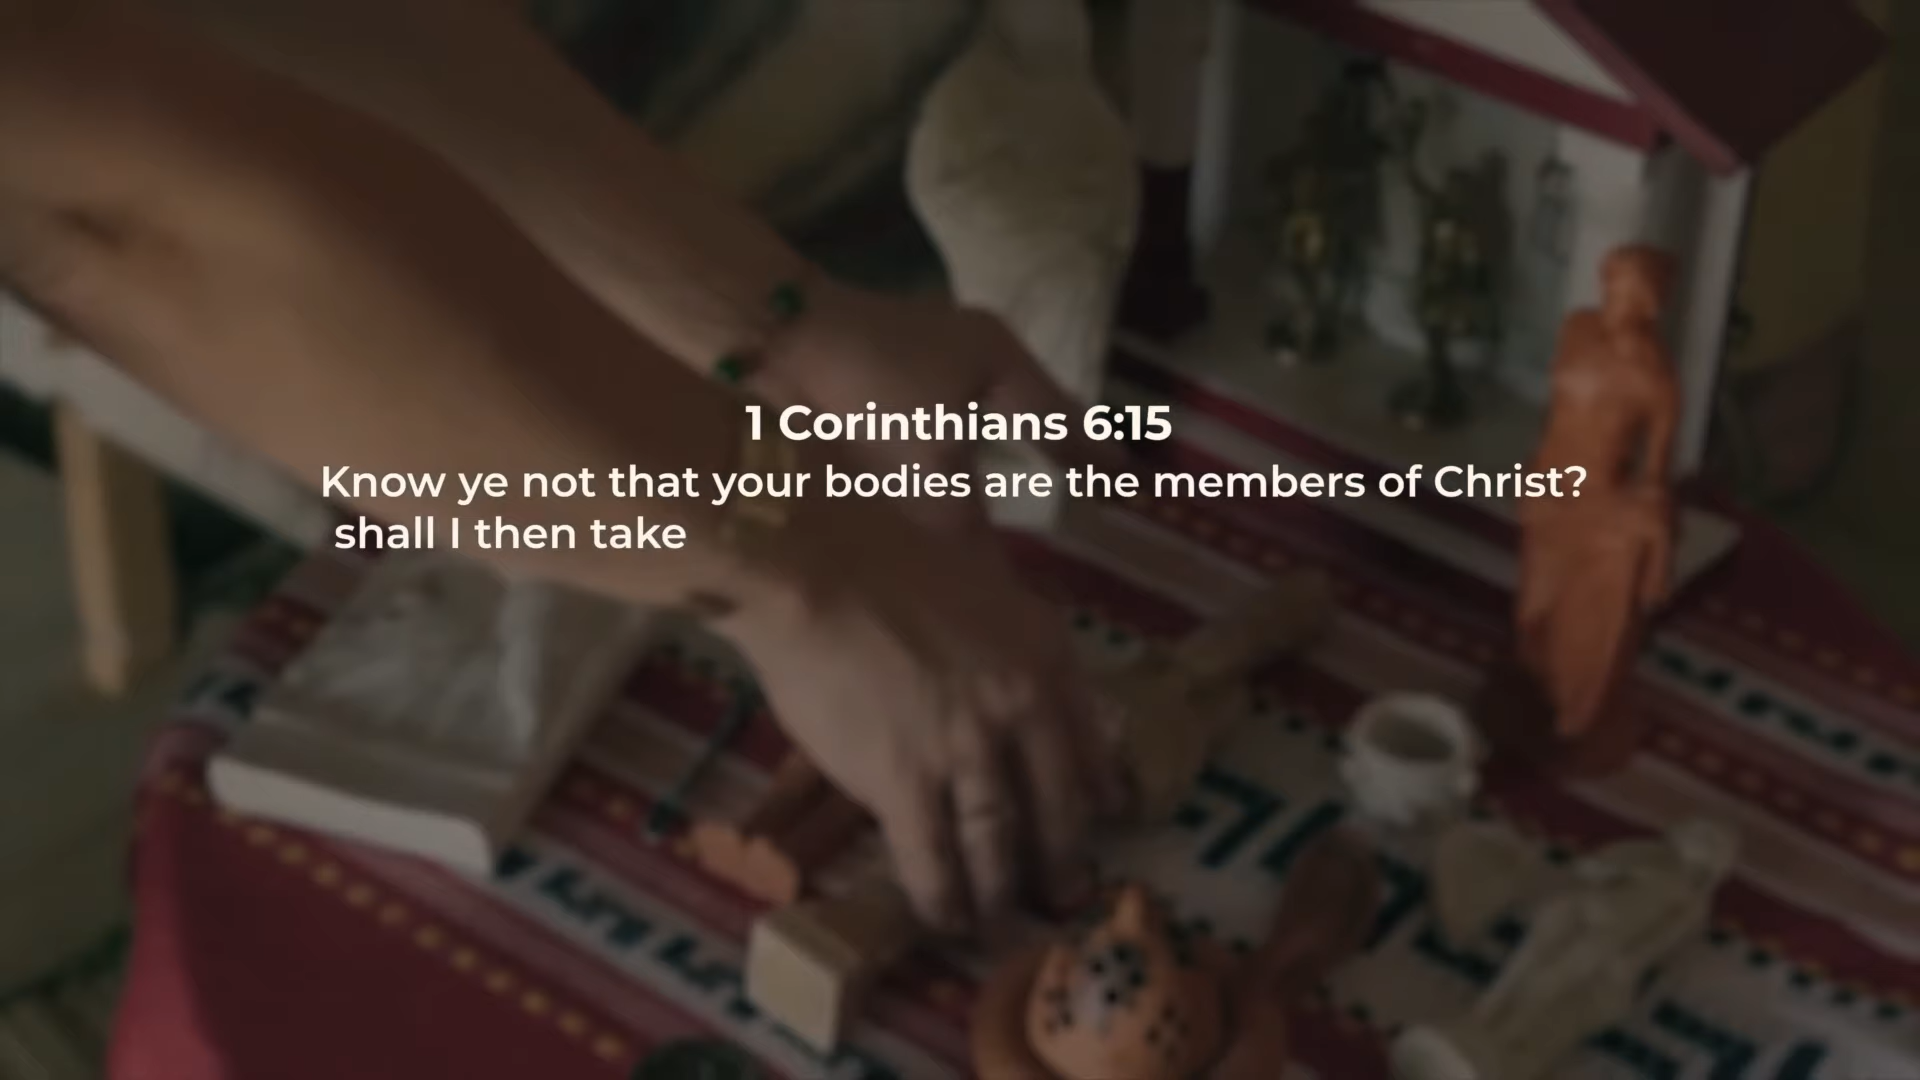 1 Corinthians 6:15
Know ye not that your bodies are the members of Christ?
shall I then take